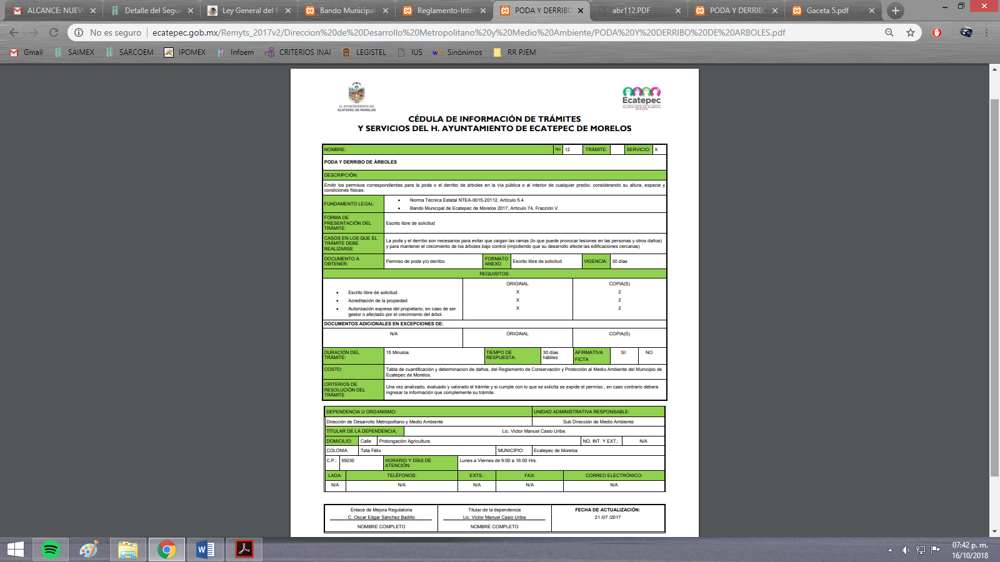 ALCANCE: NUEV
Detalle del Segui
Ley General del E
Bando Municipal
Reglamento-Inte
PODA Y DERRIBO
abr112.PDF
PODA Y DERRIBO
Gaceta 5.pdf
No es seguro
ecatepec.gob.mx/Remyts_2017v2/Direccion%20de%20Desarrollo%20Metropolitano%20y%20Medio%20Ambiente/PODA%20Y%20DERRIBO%20DE%20ARBOLES.pdf
Gmail
SAIMEX
SARCOEM
IPOMEX
Infoem
CRITERIOS INAI
LEGISTEL
IUS
Sinónimos
RR PJEM
H. AYUNTAMIENTO DE
ECATEPEC DE MORELOS
Ecatepec
CÉDULA DE INFORMACIÓN DE TRÁMITES
Y SERVICIOS DEL H. AYUNTAMIENTO DE ECATEPEC DE MORELOS
NOMBRE: No 12 TRÁMITE: SERVICIO: X
PODA Y DERRIBO DE ÁRBOLES
DESCRIPCIÓN:
Emitir los permisos correspondientes para la poda o el derribo de árboles en la vía pública o al interior de cualquier predio; considerando su altura, especie y
condiciones físicas.
FUNDAMENTO LEGAL:
• Norma Técnica Estatal NTEA-0015-20112. Artículo 5.4
• Bando Municipal de Ecatepec de Morelos 2017, Artículo 74, Fracción V.
FORMA DE
PRESENTACIÓN DEL
TRÁMITE:
Escrito libre de solicitud
CASOS EN LOS QUE EL
TRÁMITE DEBE
REALIZARSE
La poda y el derribo son necesarios para evitar que caigan las ramas (lo que puede provocar lesiones en las personas y otros daños)
y para mantener el crecimiento de los árboles bajo control (impidiendo que su desarrollo afecte las edificaciones cercanas)
DOCUMENTO A
OBTENER:
Permiso de poda y/o derribo
FORMATO
ANEXO
Escrito libre de solicitud
VIGENCIA:
30 días
REQUISITOS:
ORIGINAL COPIA(S)
• Escrito libre de solicitud X 2
• Acreditación de la propiedad X 2
• Autorización expresa del propietario, en caso de ser X 2
gestor o afectado por el crecimiento del árbol.
DOCUMENTOS ADICIONALES EN EXCEPCIONES DE:
N/A ORIGINAL COPIA(S)
DURACIÓN DEL
TRÁMITE:
15 Minutos
TIEMPO DE
RESPUESTA:
30 días
hábiles
AFIRMATIVA
FICTA
SI NO
COSTO:
Tabla de cuantificación y determinacion de daños, del Reglamento de Conservación y Protección al Medio Ambiente del Municipio de
Ecatepec de Morelos.
CRITERIOS DE
RESOLUCIÓN DEL
TRÁMITE
Una vez analizado, evaluado y valorado el trámite y si cumple con lo que se solicita se expide el permiso , en caso contrario debera
ingresar la información que complemente su trámite.
DEPENDENCIA U ORGANISMO: UNIDAD ADMINISTRATIVA RESPONSABLE:
Dirección de Desarrollo Metropolitano y Medio Ambiente Sub Dirección de Medio Ambiente
TITULAR DE LA DEPENDENCIA: Lic. Victor Manuel Casio Uribe.
DOMICILIO: Calle Prolongación Agricultura NO. INT. Y EXT.: N/A
COLONIA: Tata Félix MUNICIPIO: Ecatepec de Morelos
C.P.: 55030
HORARIO Y DÍAS DE
ATENCIÓN:
Lunes a Viernes de 9:00 a 16:00 Hrs.
LADA: TELÉFONOS: EXTS.: FAX: CORREO ELECTRÓNICO:
N/A N/A N/A N/A N/A
Enlace de Mejora Regulatoria
C. Oscar Edgar Sánchez Badillo
NOMBRE COMPLETO
Titular de la dependencia
Lic. Victor Manuel Casio Uribe
NOMBRE COMPLETO
FECHA DE ACTUALIZACIÓN:
21 /07 /2017
07:42 p. m.
16/10/2018